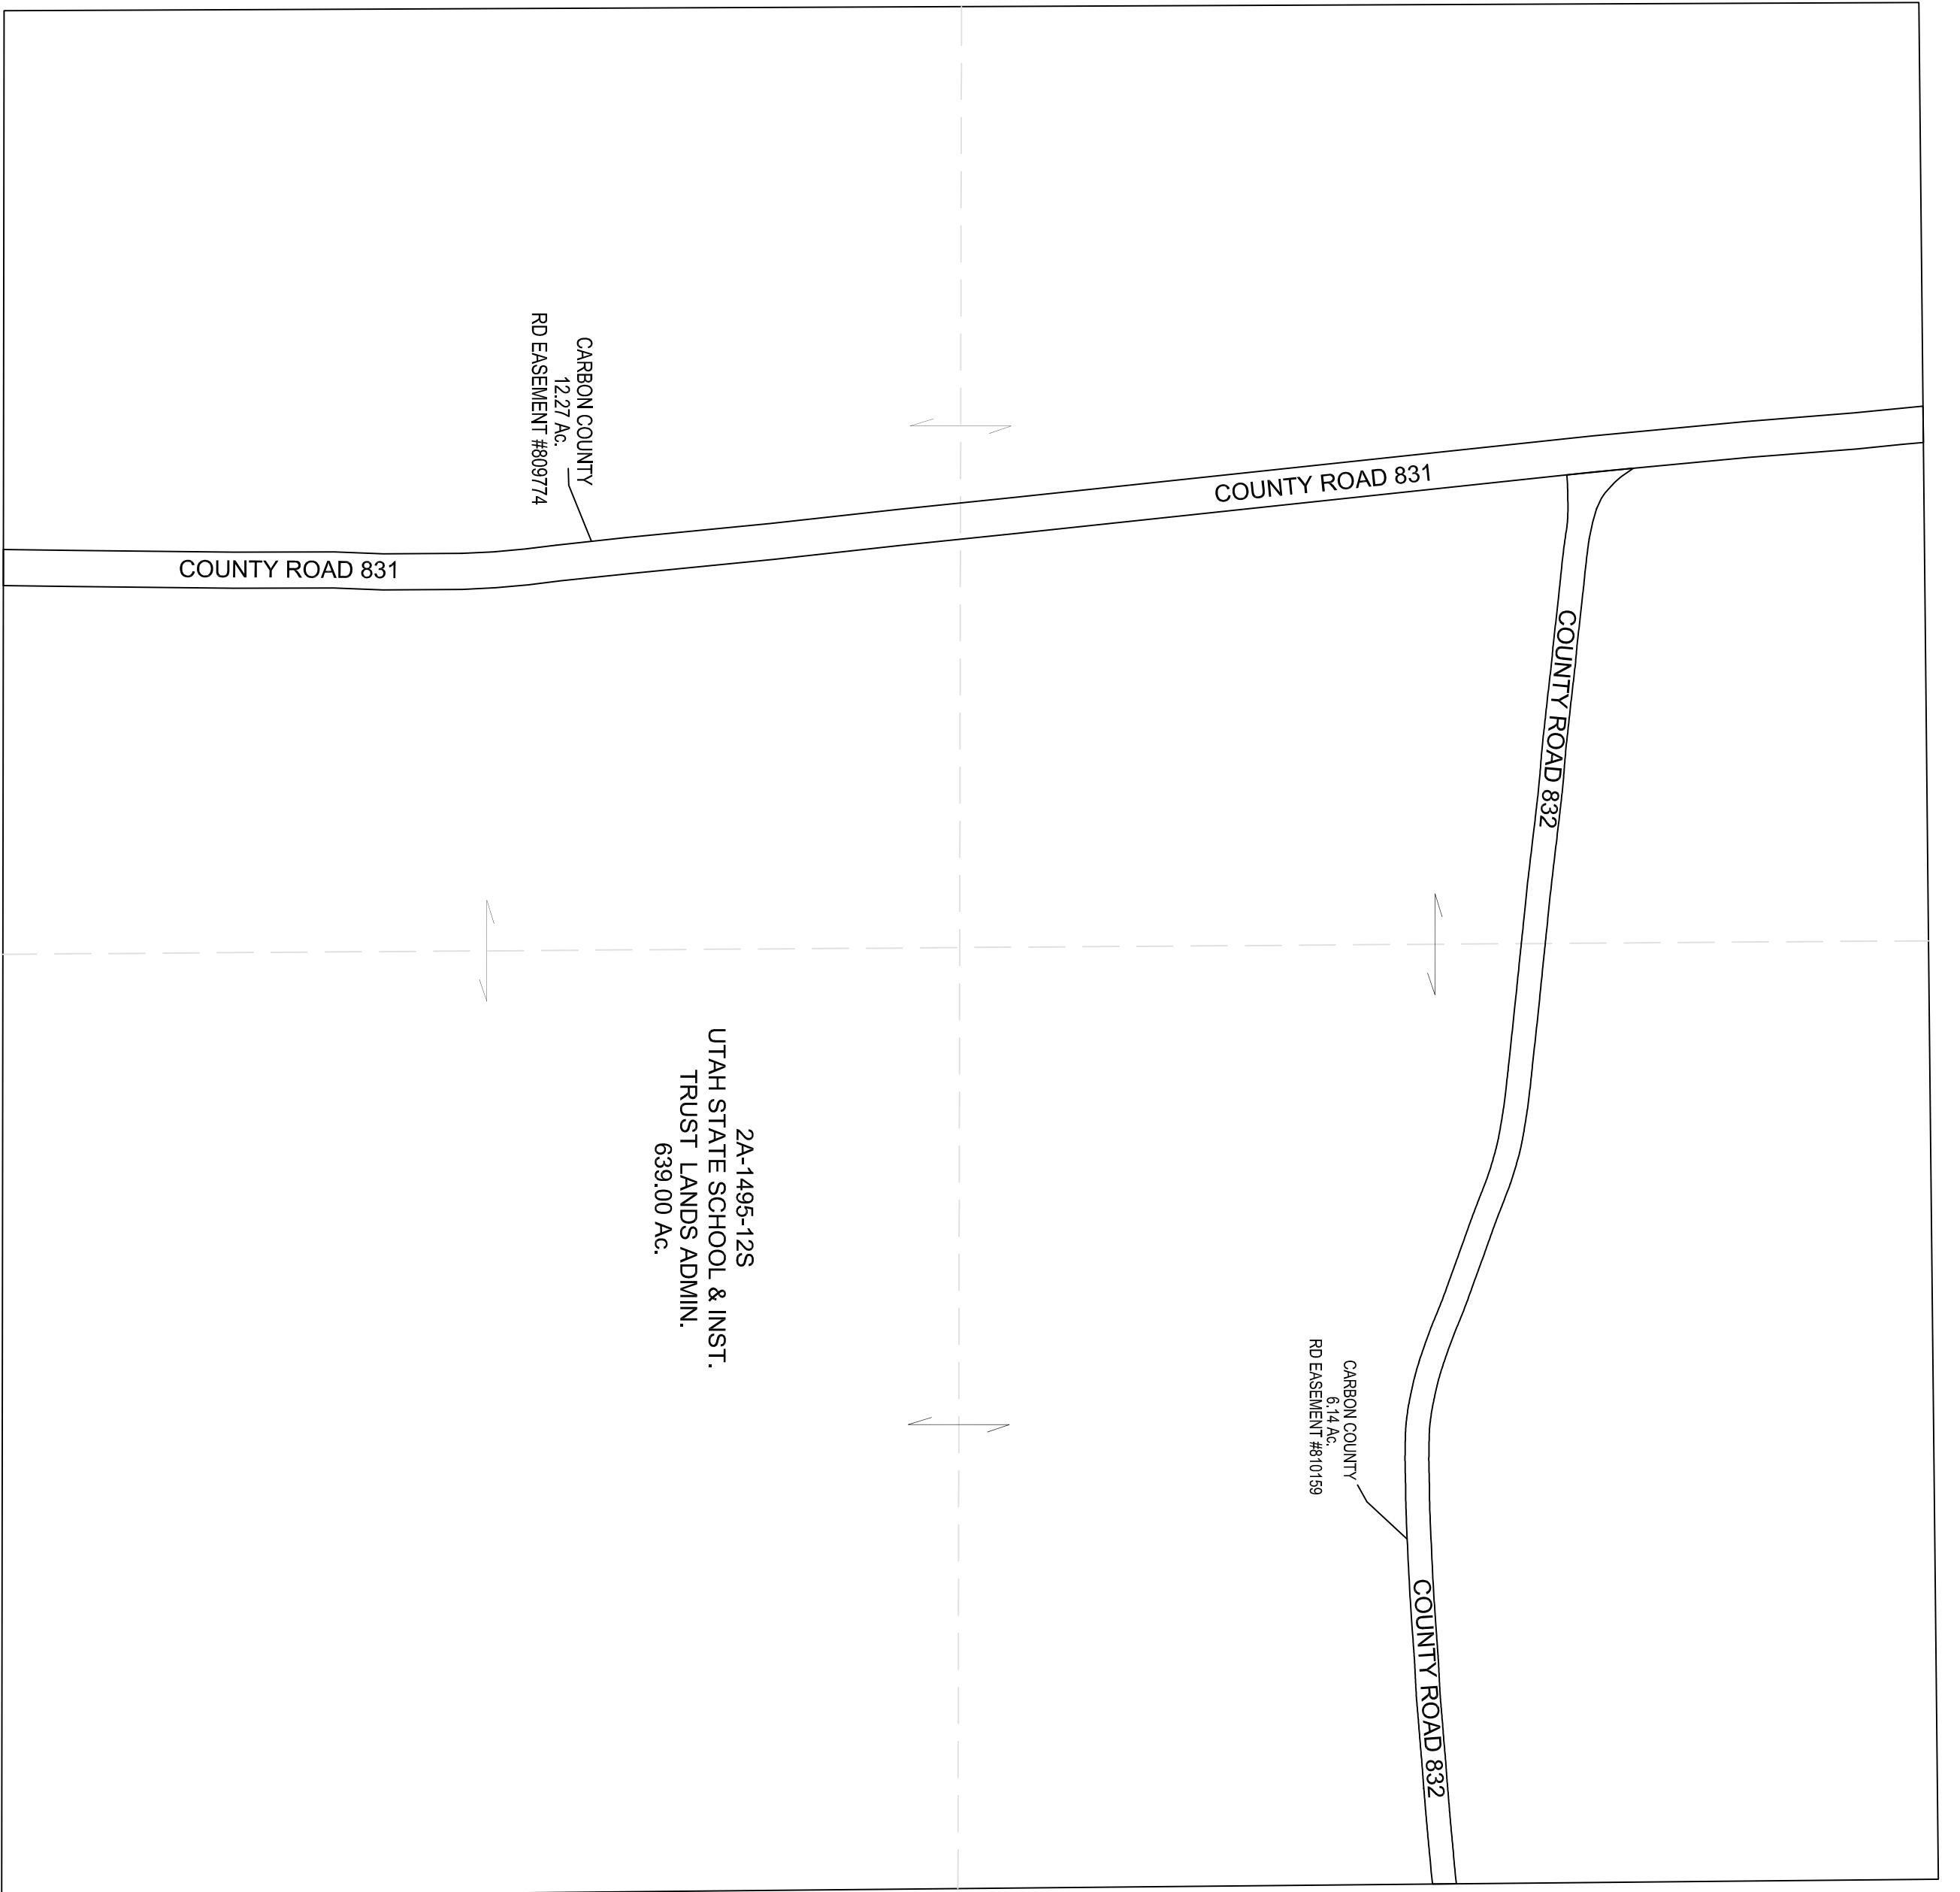 CARBON COUNTY
12.27 Ac.
RD EASEMENT #809774
COUNTY ROAD 831
COUNTY ROAD 831
COUNTY ROAD 832
2A-1495-12S
UTAH STATE SCHOOL & INST.
TRUST LANDS ADMIN.
639.00 Ac.
CARBON COUNTY
6.14 Ac.
RD EASEMENT #810159
COUNTY ROAD 832